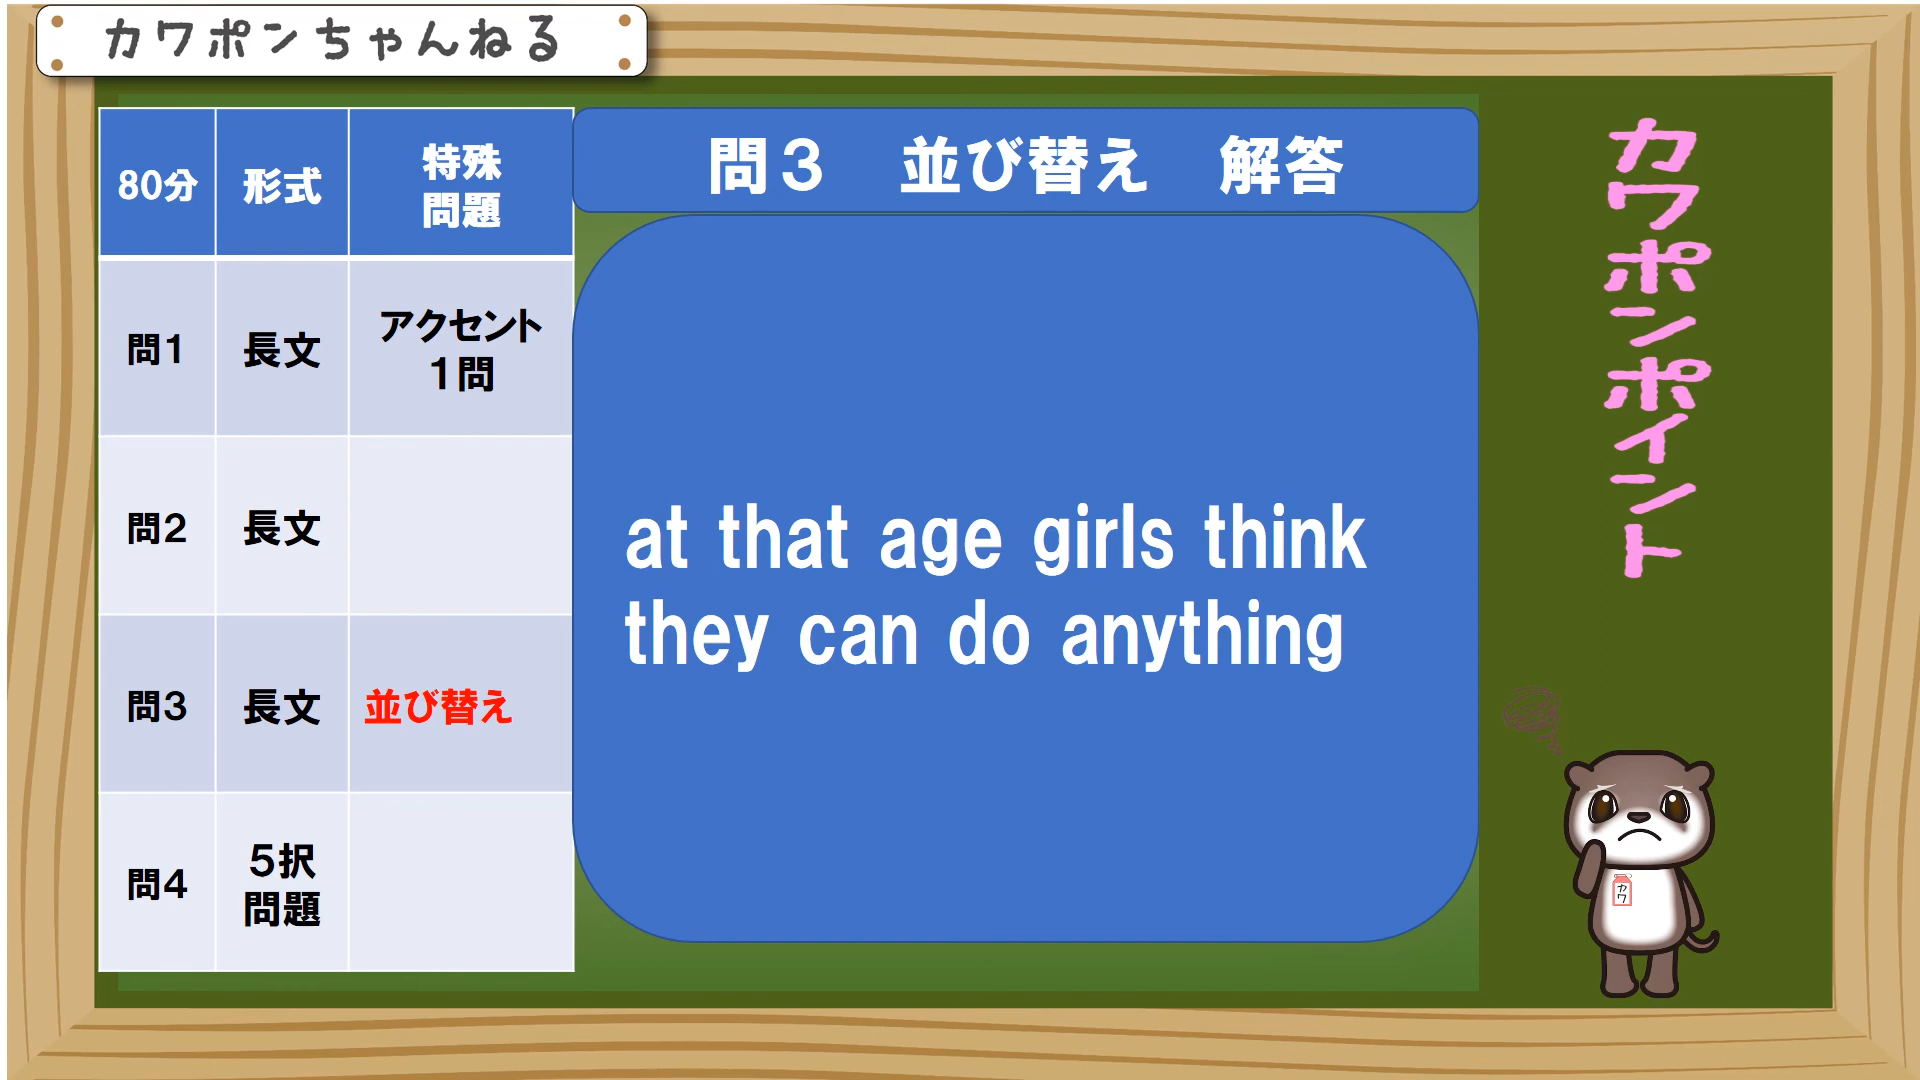 カワポンちゃんねる
80分 形式 特殊
問題
問1 長文 アクセント
1問
問2 長文
問3 長文 並び替え
問4 5択
問題
問3 並び替え 解答
at that age girls think
they can do anything
カワポンポイント
カワ